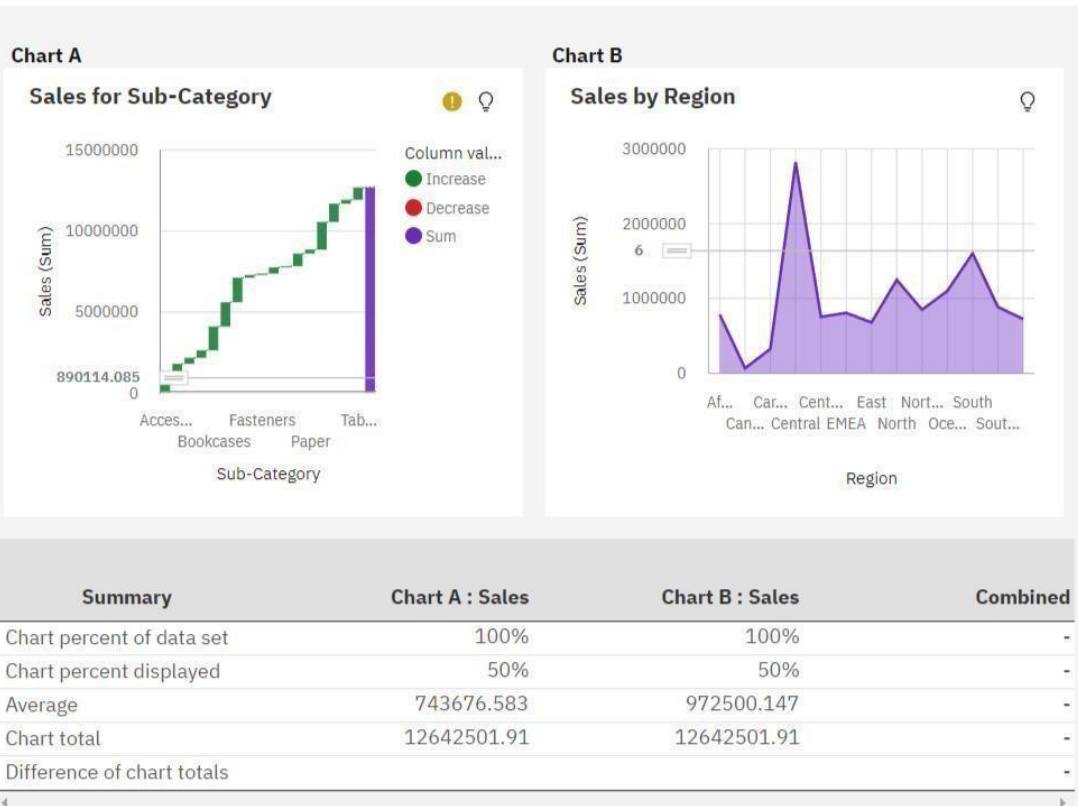 Chart A
Sales for Sub-Category
15000000
10000000
5000000
890114.085
0
Sales (Sum)
Acces...
Fasteners
Tab...
Bookcases
Paper
Sub-Category
Column val...
Increase
Decrease
Sum
Chart B
Sales by Region
3000000
2000000
6
1000000
0
Sales (Sum)
Af... Car... Cent... East Nort... South
Can... Central EMEA North Oce... Sout...
Region
Summary Chart A : Sales Chart B : Sales Combined
Chart percent of data set 100% 100% -
Chart percent displayed 50% 50% -
Average 743676.583 972500.147 -
Chart total 12642501.91 12642501.91 -
Difference of chart totals -